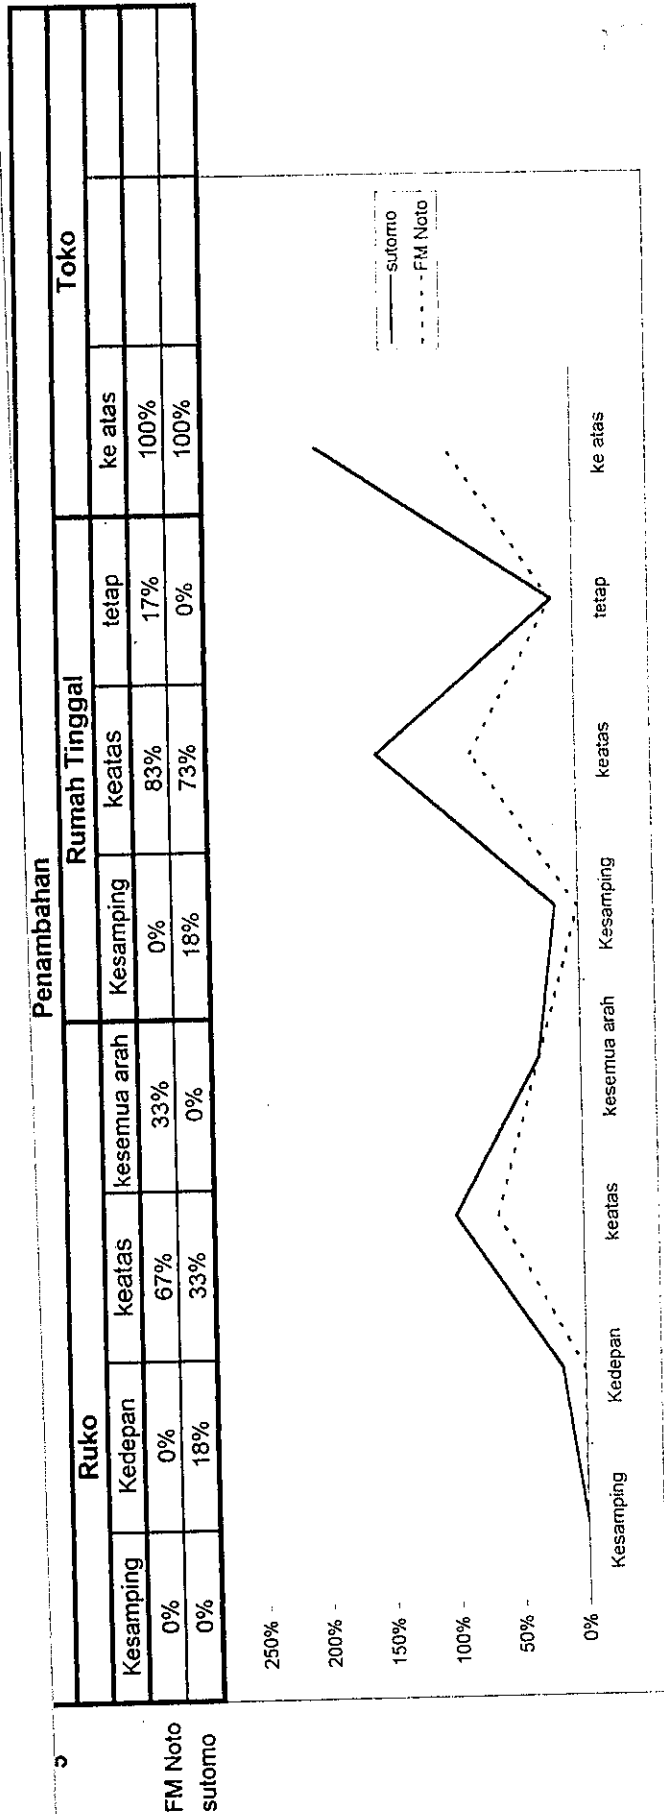 Penambahan
Ruko Rumah Tinggal Toko
Kesamping Kedepan keatas kesemua arah Kesamping keatas tetap ke atas
FM Noto 0% 0% 67% 33% 0% 83% 17% 100%
sutomo 0% 18% 33% 0% 18% 73% 0% 100%
250%
200%
150%
100%
50%
0%
sutomo
FM Noto
Kesamping Kedepan keatas kesemua arah Kesamping keatas tetap ke atas